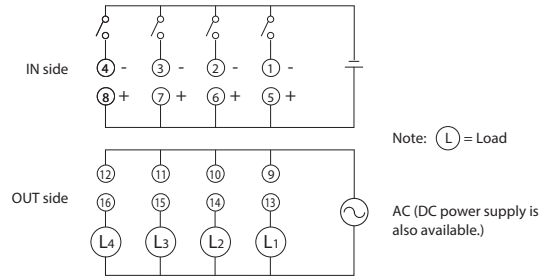 IN side
4 - 3 - 2 - 1 -
8 + 7 + 6 + 5 +
Note: L = Load
12 11 10 9
OUT side
16 15 14 13
AC (DC power supply is
also available.)
L4 L3 L2 L1